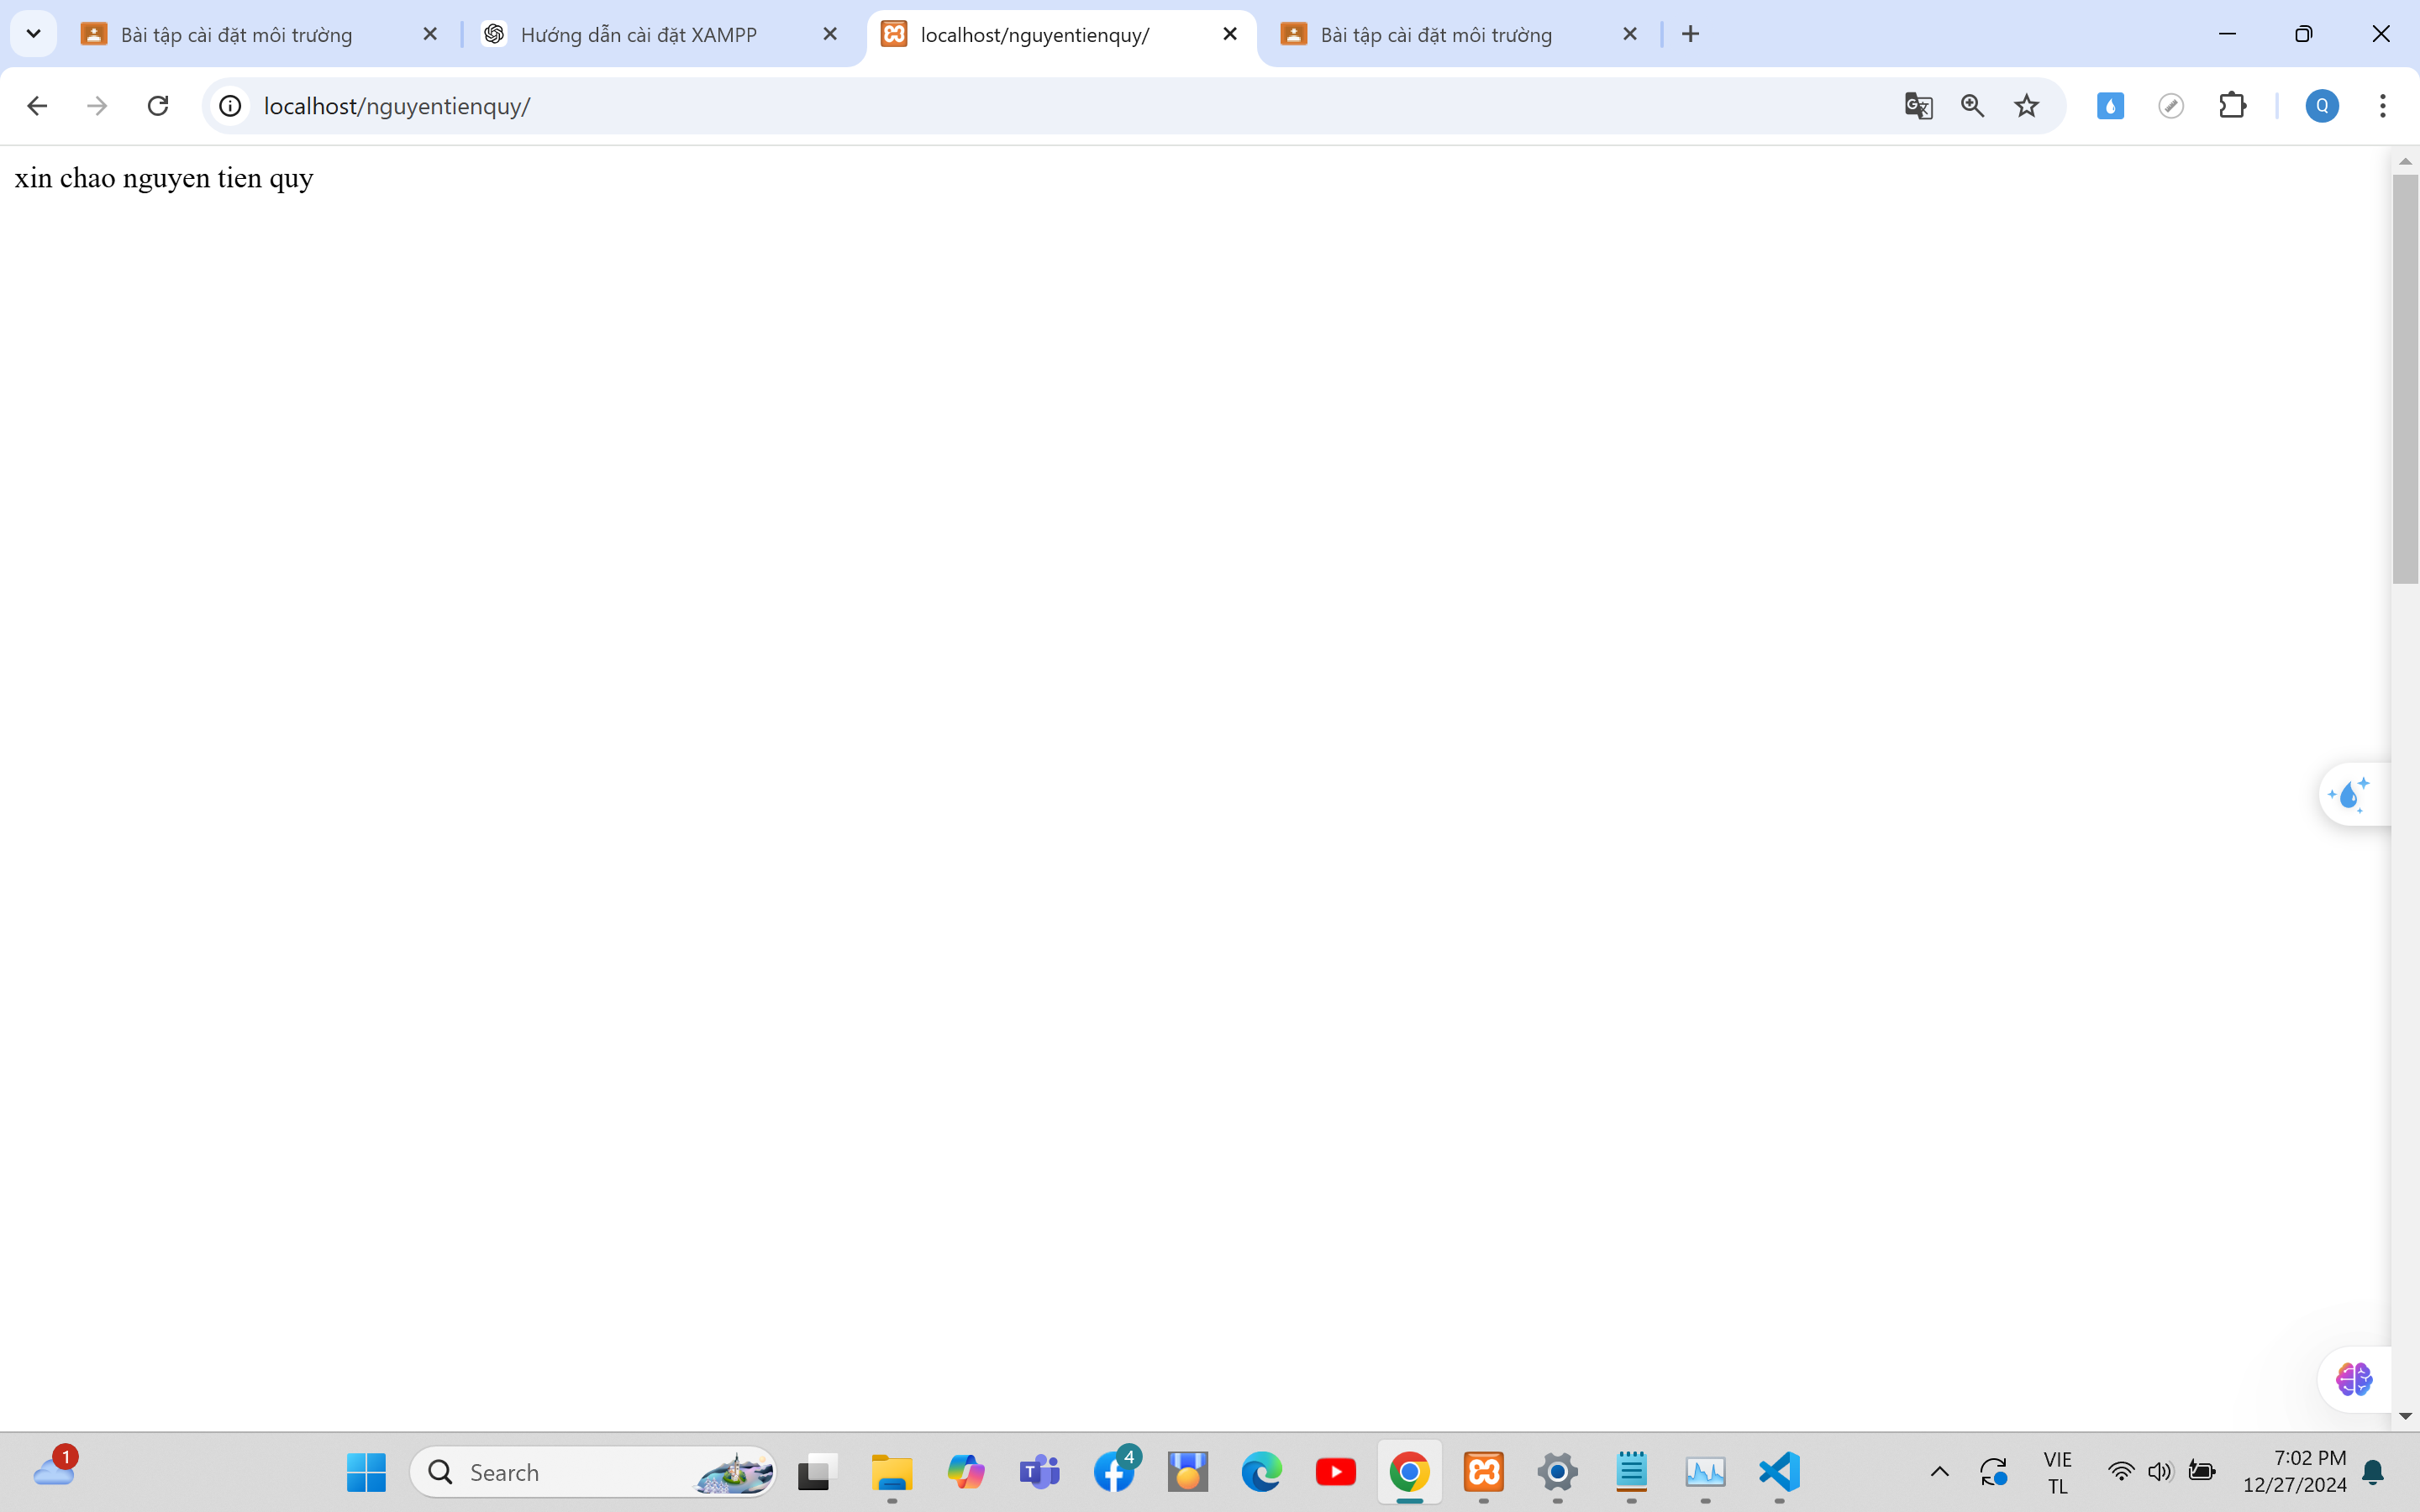 Bài tập cài đặt môi trường
Hướng dẫn cài đặt XAMPP
localhost/nguyentienquy/
Bài tập cài đặt môi trường
localhost/nguyentienquy/
Q
xin chao nguyen tien quy
1
Search
T
4
VIE
TL
7:02 PM
12/27/2024